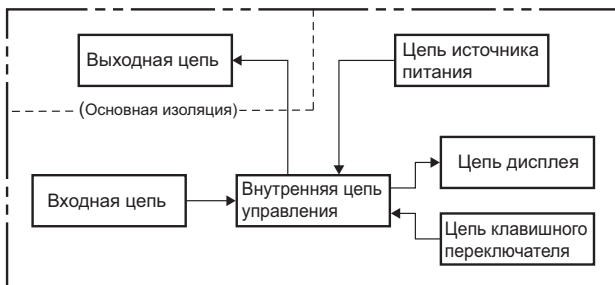 Выходная цепь
Цепь источника
питания
(Основная изоляция)
Цепь дисплея
Входная цепь
Внутренняя цепь
управления
Цепь клавишного
переключателя